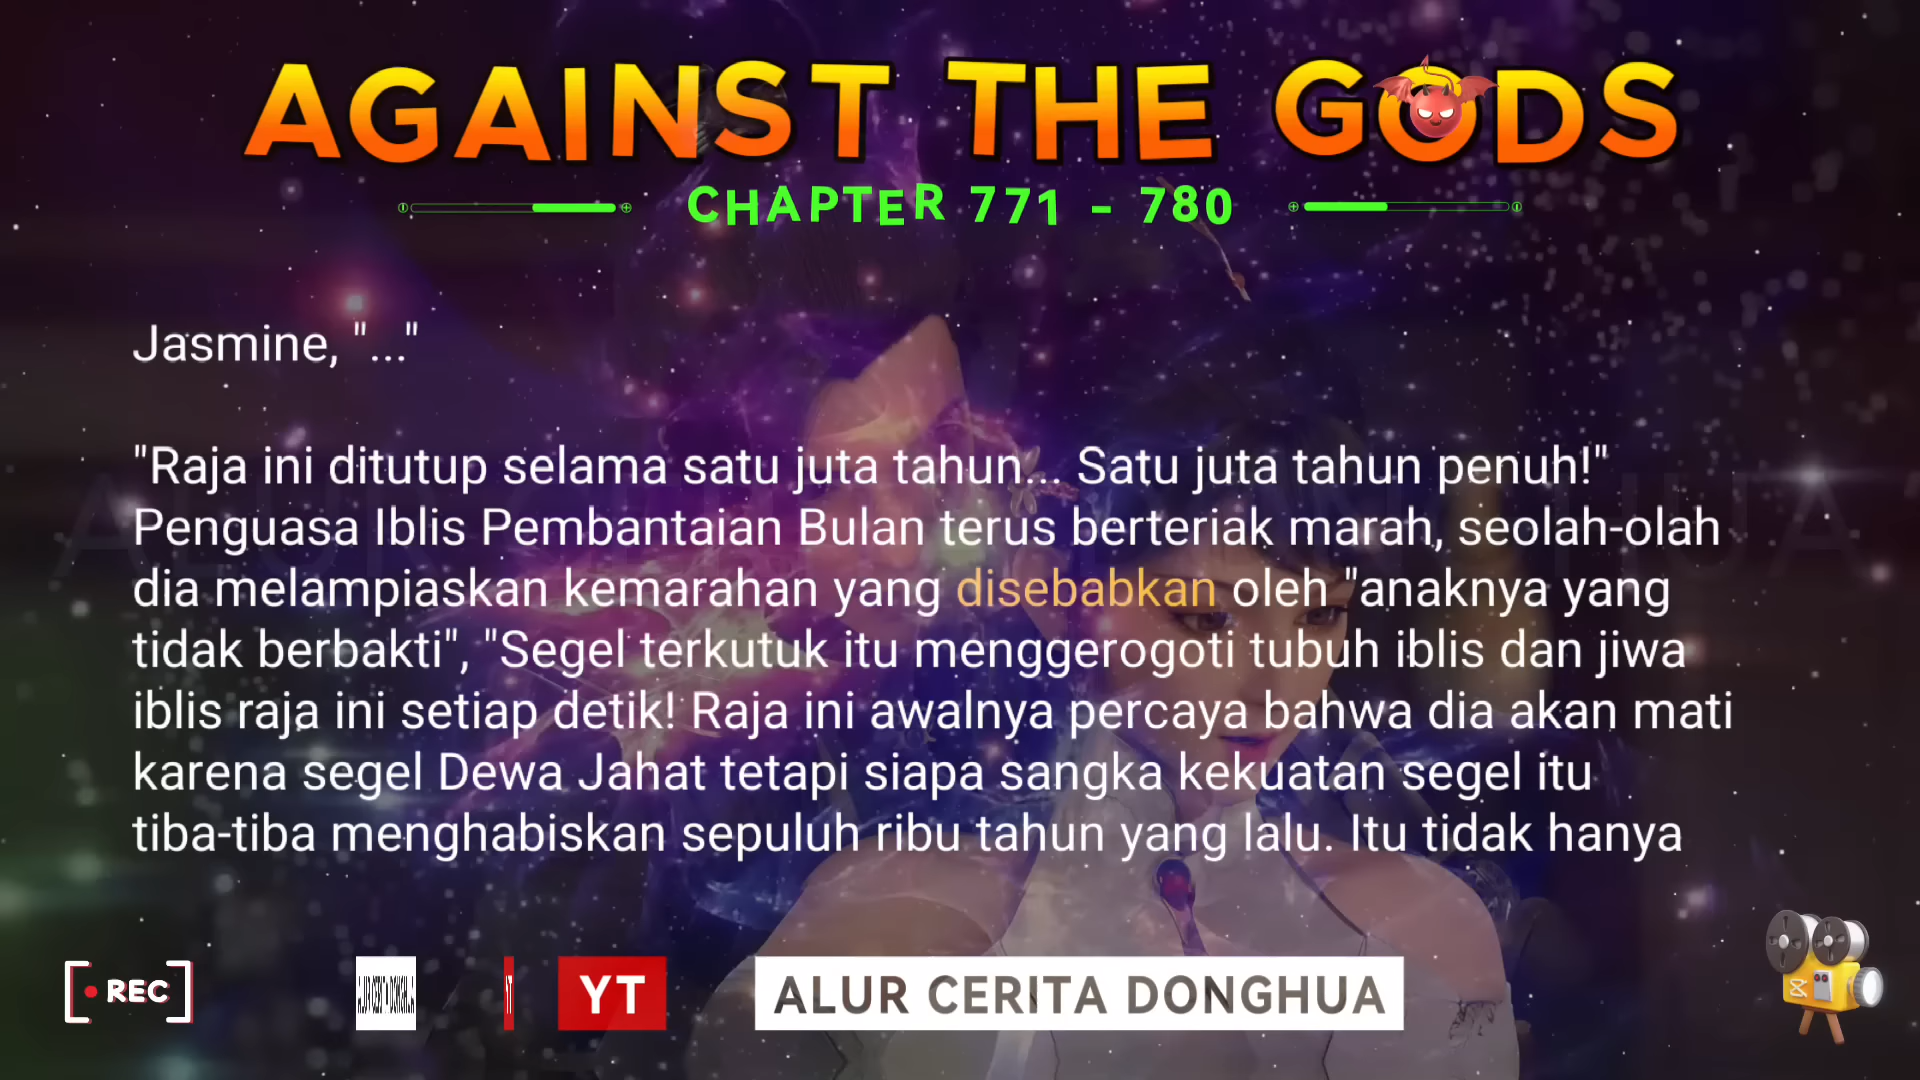 AGAINST THE GODS
CHAPTER 771 - 780
Jasmine, "..."
"Raja ini ditutup selama satu juta tahun... Satu juta tahun penuh!"
Penguasa Iblis Pembantaian Bulan terus berteriak marah, seolah-olah
dia melampiaskan kemarahan yang disebabkan oleh "anaknya yang
tidak berbakti", "Segel terkutuk itu menggerogoti tubuh iblis dan jiwa
iblis raja ini setiap detik! Raja ini awalnya percaya bahwa dia akan mati
karena segel Dewa Jahat tetapi siapa sangka kekuatan segel itu
tiba-tiba menghabiskan sepuluh ribu tahun yang lalu. Itu tidak hanya
REC
ALUR CERITA DONGHUA
YT
YT
ALUR CERITA DONGHUA